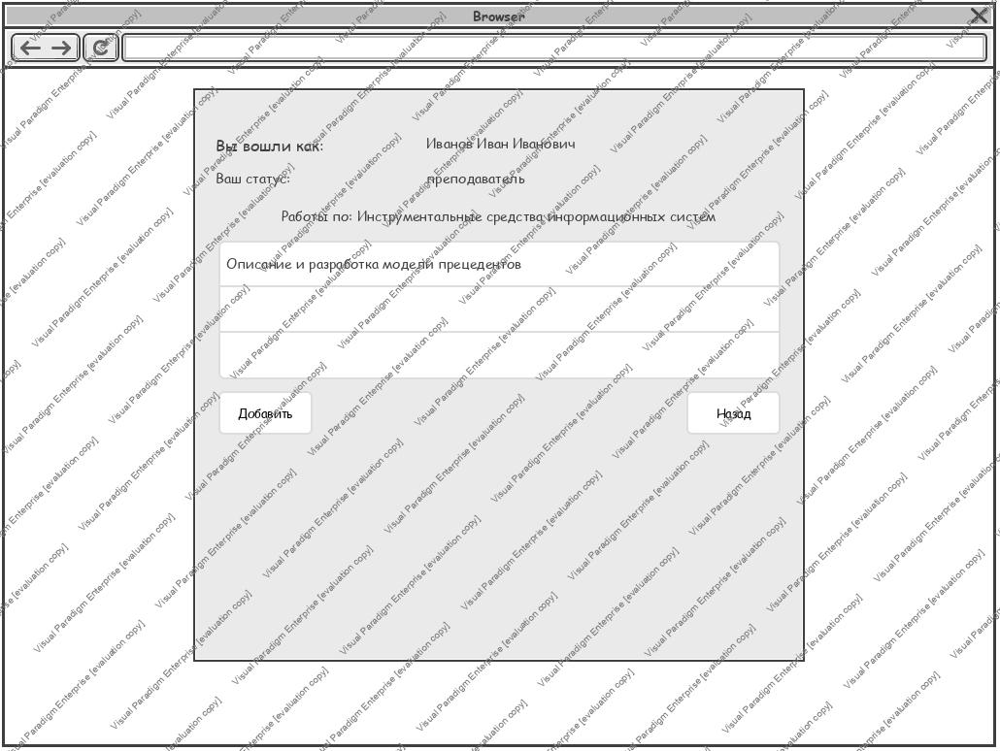 Browser
Вы вошли как: Иванов Иван Иванович
Ваш статус: преподаватель
Работы по: Инструментальные средства информационных систем
Описание и разработка модели прецедентов
Добавить Назад
Visual Paradigm Enterprise [evaluation copy]